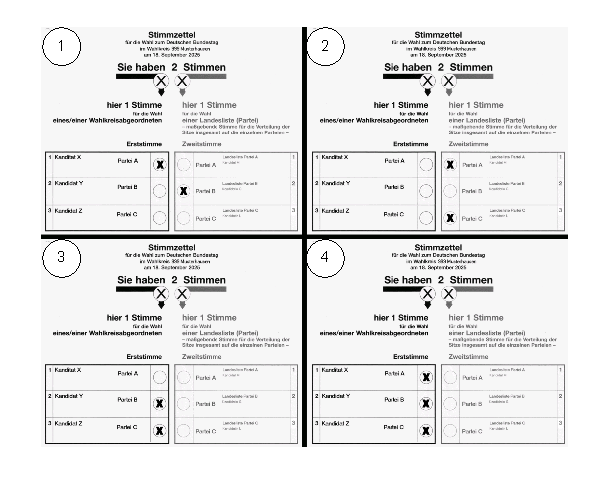 1
Stimmzettel
für die Wahl zum Deutschen Bundestag
im Wahlkreis 999 Musterhausen
am 18. September 2025
Sie haben 2 Stimmen
X X
hier 1 Stimme
für die Wahl
eines/einer Wahlkreisabgeordneten
hier 1 Stimme
für die Wahl
einer Landesliste (Partei)
– maßgebende Stimme für die Verteilung der
Sitze insgesamt auf die einzelnen Parteien –
Erststimme
Zweitstimme
1 Kanditat X Partei A X
2 Kandidat Y Partei B
3 Kandidat Z Partei C
Partei A Landesliste Partei A 1
Kandidat A
X Partei B Landesliste Partei B 2
Kandidat B
Partei C Landesliste Partei C 3
2
Stimmzettel
für die Wahl zum Deutschen Bundestag
im Wahlkreis 999 Musterhausen
am 18. September 2025
Sie haben 2 Stimmen
X X
hier 1 Stimme
für die Wahl
eines/einer Wahlkreisabgeordneten
hier 1 Stimme
für die Wahl
einer Landesliste (Partei)
– maßgebende Stimme für die Verteilung der
Sitze insgesamt auf die einzelnen Parteien –
Erststimme
Zweitstimme
1 Kanditat X Partei A
2 Kandidat Y Partei B
3 Kandidat Z Partei C
X Partei A Landesliste Partei A 1
Partei B Landesliste Partei B 2
X Partei C Landesliste Partei C 3
3
Stimmzettel
für die Wahl zum Deutschen Bundestag
im Wahlkreis 999 Musterhausen
am 18. September 2025
Sie haben 2 Stimmen
X X
hier 1 Stimme
für die Wahl
eines/einer Wahlkreisabgeordneten
hier 1 Stimme
für die Wahl
einer Landesliste (Partei)
– maßgebende Stimme für die Verteilung der
Sitze insgesamt auf die einzelnen Parteien –
Erststimme
Zweitstimme
1 Kanditat X Partei A
2 Kandidat Y Partei B X
3 Kandidat Z Partei C X
Partei A Landesliste Partei A 1
Partei B Landesliste Partei B 2
Partei C Landesliste Partei C 3
4
Stimmzettel
für die Wahl zum Deutschen Bundestag
im Wahlkreis 999 Musterhausen
am 18. September 2025
Sie haben 2 Stimmen
X X
hier 1 Stimme
für die Wahl
eines/einer Wahlkreisabgeordneten
hier 1 Stimme
für die Wahl
einer Landesliste (Partei)
– maßgebende Stimme für die Verteilung der
Sitze insgesamt auf die einzelnen Parteien –
Erststimme
Zweitstimme
1 Kanditat X Partei A X
2 Kandidat Y Partei B X
3 Kandidat Z Partei C X
Partei A Landesliste Partei A 1
Partei B Landesliste Partei B 2
Partei C Landesliste Partei C 3